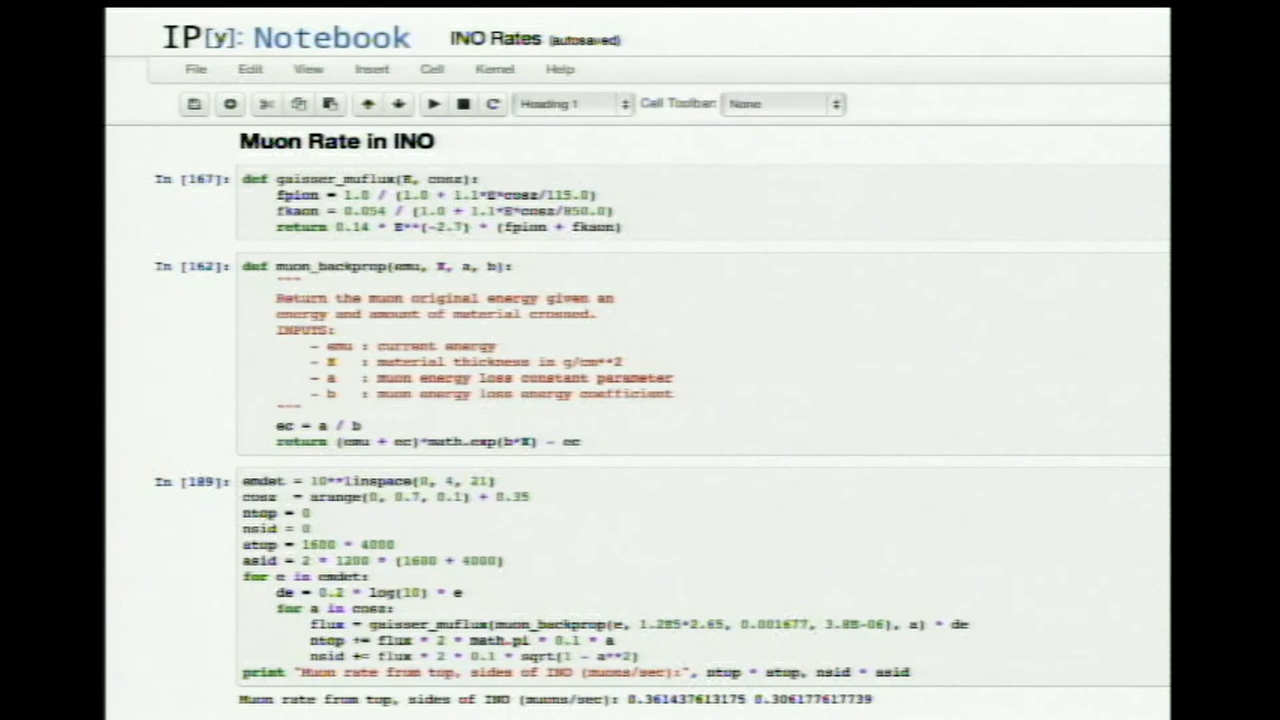 IP[y]: Notebook INO Rates (autosaved)
File Edit View Insert Cell Kernel Help
Heading 1 Cell Toolbar: None
Muon Rate in INO
In [167]: def gaisser_muflux(E, cosz):
fpion = 1.0 / (1.0 + 1.1*E*cosz/115.0)
fkaon = 0.054 / (1.0 + 1.1*E*cosz/850.0)
return 0.14 * E**(-2.7) * (fpion + fkaon)
In [162]: def muon_backprop(emu, X, a, b):
"""
Return the muon original energy given an
energy and amount of material crossed.
INPUTS:
- emu : current energy
- X : material thickness in g/cm**2
- a : muon energy loss constant parameter
- b : muon energy loss energy coefficient
"""
ec = a / b
return (emu + ec)*math.exp(b*X) - ec
In [189]: emdet = 10**linspace(0, 4, 21)
cosz = arange(0, 0.7, 0.1) + 0.35
ntop = 0
nsid = 0
atop = 1600 * 4000
asid = 2 * 1200 * (1600 + 4000)
for e in emdet:
de = 0.2 * log(10) * e
for a in cosz:
flux = gaisser_muflux(muon_backprop(e, 1.2E5*2.65, 0.001677, 3.8E-06), a) * de
ntop += flux * 2 * math.pi * 0.1 * a
nsid += flux * 2 * 0.1 * sqrt(1 - a**2)
print "Muon rate from top, sides of INO (muons/sec):", ntop * atop, nsid * asid
Muon rate from top, sides of INO (muons/sec): 0.361437613175 0.306177617739